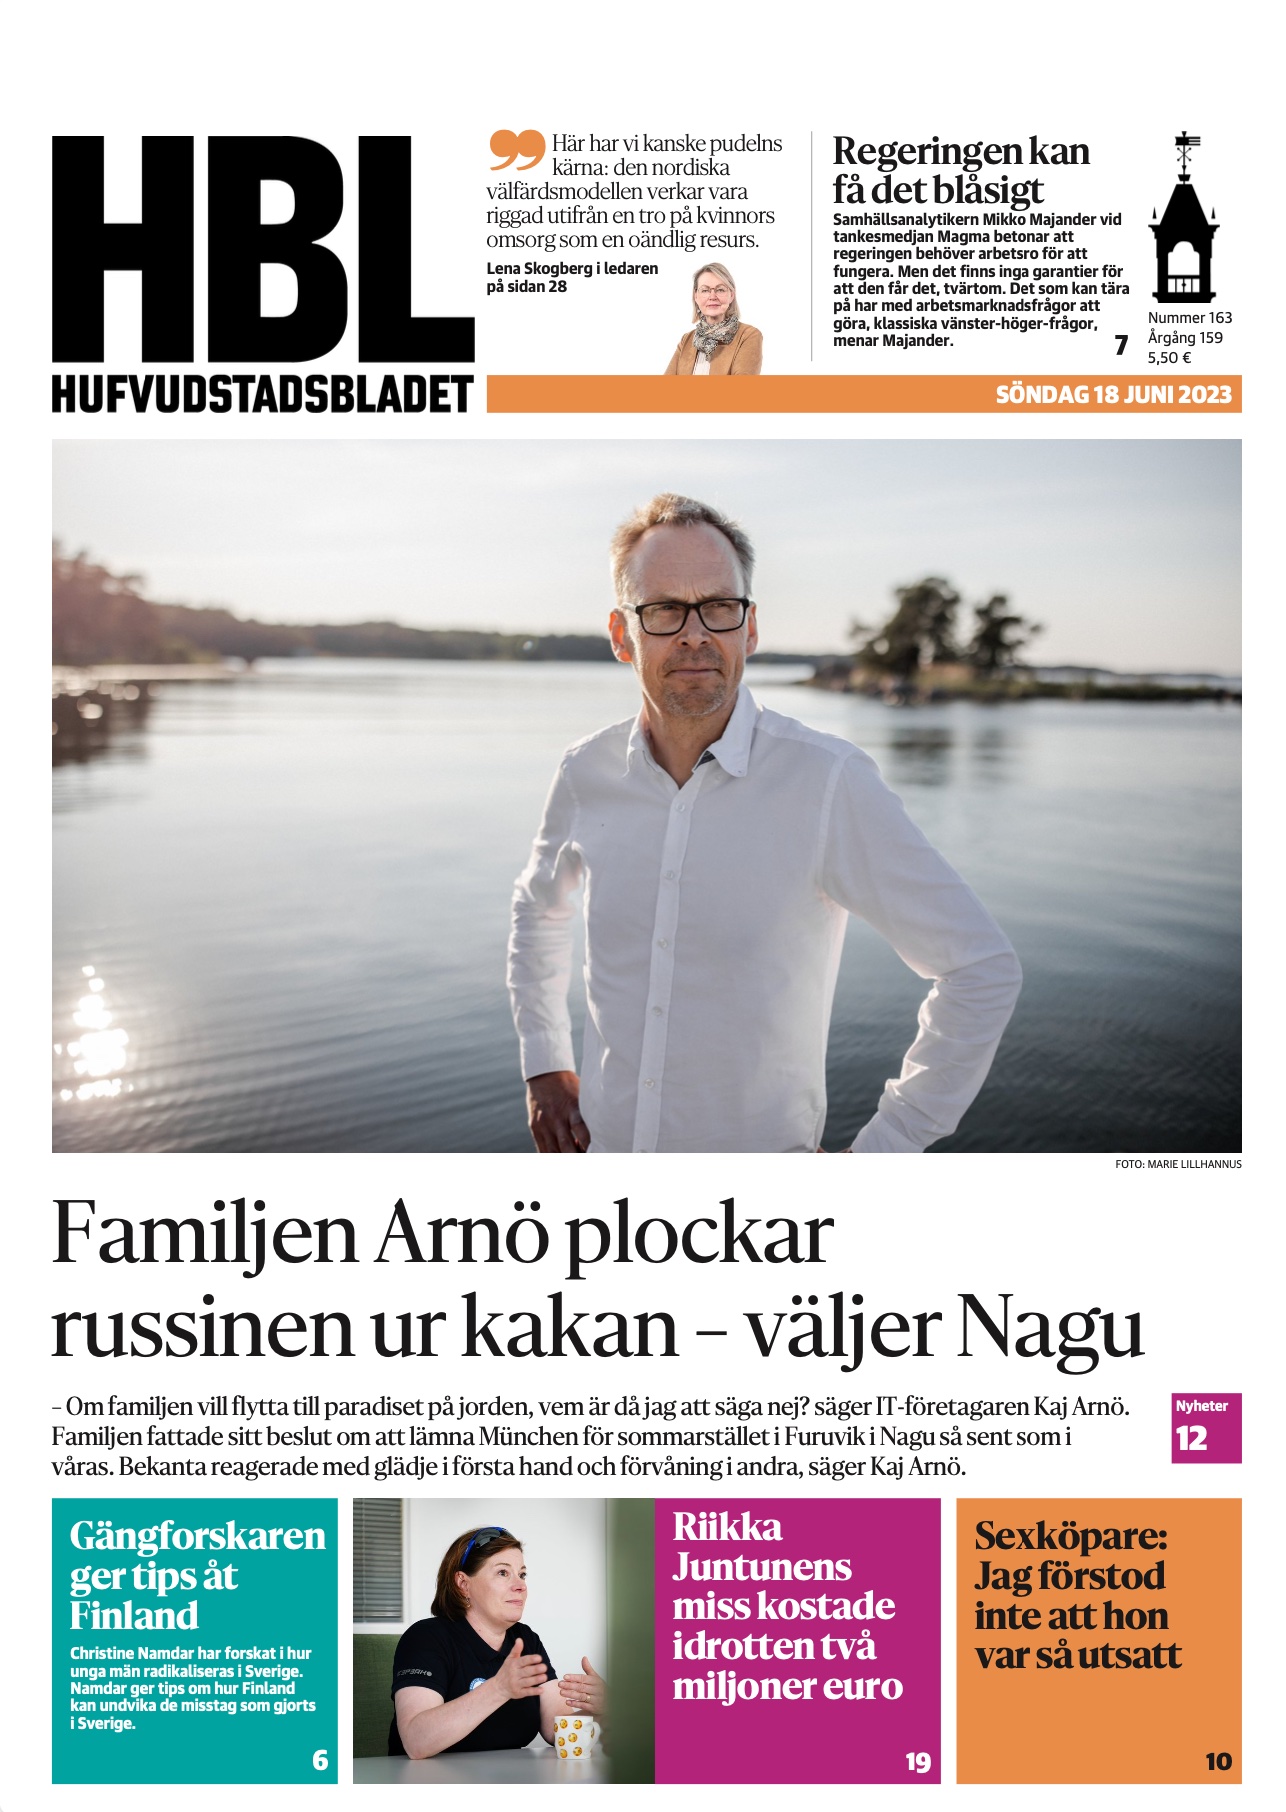 HBL
HUFVUDSTADSBLADET
Här har vi kanske pudelns
kärna: den nordiska
välfärdsmodellen verkar vara
riggad utifrån en tro på kvinnors
omsorg som en oändlig resurs.
Lena Skogberg i ledaren
på sidan 28
Regeringen kan
få det blåsigt
Samhällsanalytikern Mikko Majander vid
tankesmedjan Magma betonar att
regeringen behöver arbetsro för att
fungera. Men det finns inga garantier för
att den får det, tvärtom. Det som kan tära
på har med arbetsmarknadsfrågor att
göra, klassiska vänster-höger-frågor,
menar Majander.
7
Nummer 163
Årgång 159
5,50 €
SÖNDAG 18 JUNI 2023
FOTO: MARIE LILLHANNUS
Familjen Arnö plockar
russinen ur kakan – väljer Nagu
– Om familjen vill flytta till paradiset på jorden, vem är då jag att säga nej? säger IT-företagaren Kaj Arnö.
Familjen fattade sitt beslut om att lämna München för sommarstället i Furuvik i Nagu så sent som i
våras. Bekanta reagerade med glädje i första hand och förvåning i andra, säger Kaj Arnö.
Nyheter
12
Gängforskaren
ger tips åt
Finland
Christine Namdar har forskat i hur
unga män radikaliseras i Sverige.
Namdar ger tips om hur Finland
kan undvika de misstag som gjorts
i Sverige.
6
Riikka
Juntunens
miss kostade
idrotten två
miljoner euro
19
Sexköpare:
Jag förstod
inte att hon
var så utsatt
10